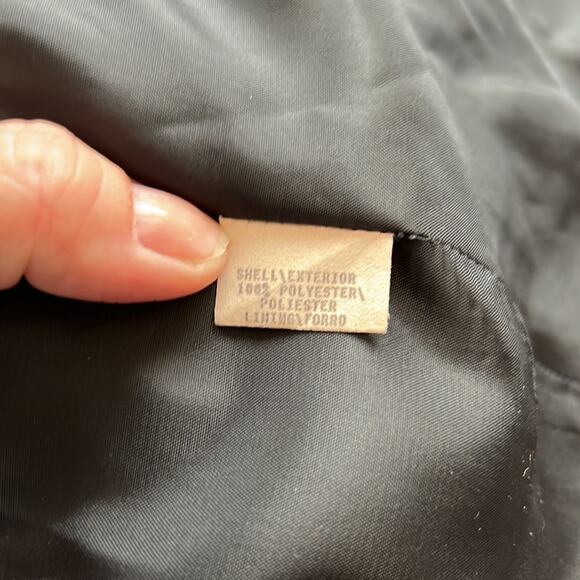 SHELL\EXTERIOR
100% POLYESTER\
POLIESTER
LINING\FORRO